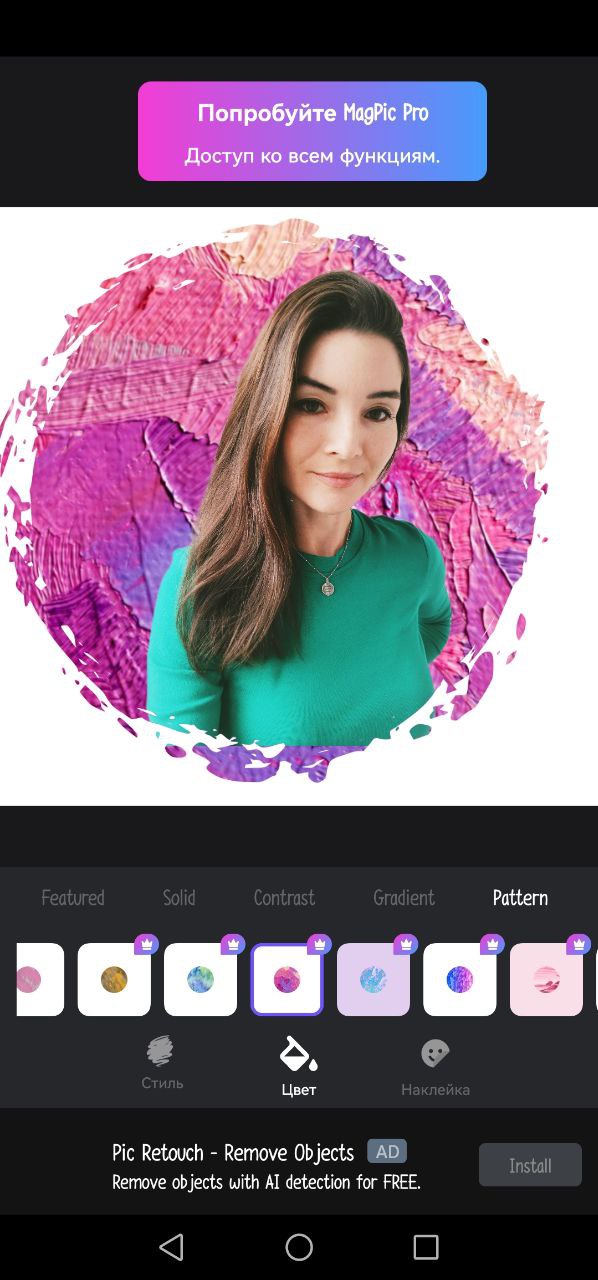 Попробуйте MagPic Pro
Доступ ко всем функциям.
Featured Solid Contrast Gradient Pattern
Стиль Цвет Наклейка
Pic Retouch - Remove Objects AD
Remove objects with AI detection for FREE.
Install